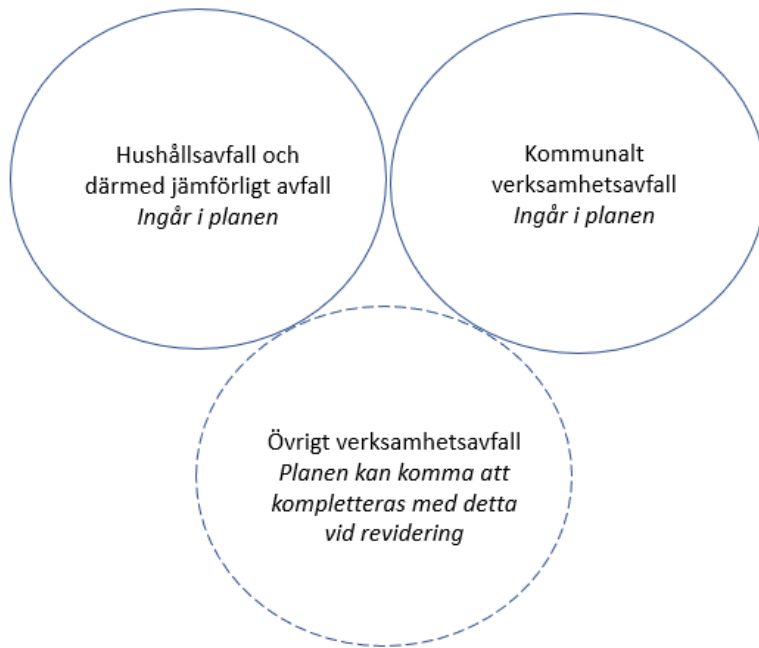 Hushållsavfall och
därmed jämförligt avfall
Ingår i planen
Kommunalt
verksamhetsavfall
Ingår i planen
Övrigt verksamhetsavfall
Planen kan komma att
kompletteras med detta
vid revidering